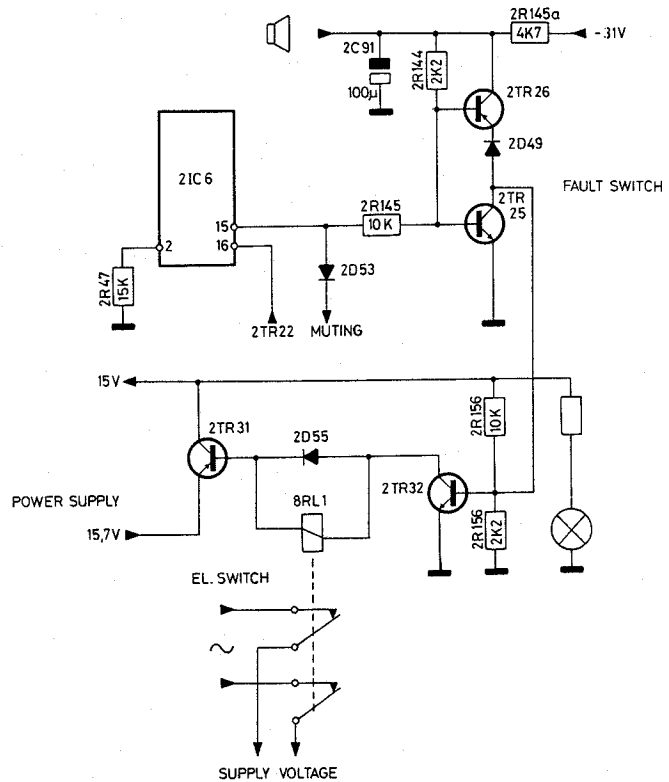 2R145a
4K7
-31V
2C91
100µ
2R144
2K2
2TR26
2D49
FAULT SWITCH
2TR
25
2IC6
15
16
2
2R145
10K
2R47
15K
2D53
2TR22
MUTING
15V
2TR31
2D55
2R156
10K
2TR32
8RL1
2R156
2K2
POWER SUPPLY
15,7V
EL. SWITCH
SUPPLY VOLTAGE